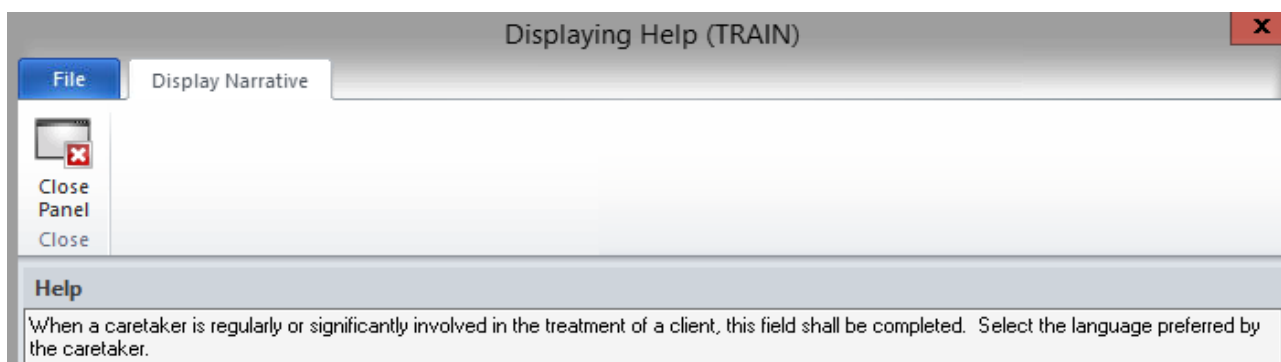 Displaying Help (TRAIN)
X
File
Display Narrative
Close
Panel
Close
Help
When a caretaker is regularly or significantly involved in the treatment of a client, this field shall be completed.  Select the language preferred by
the caretaker.